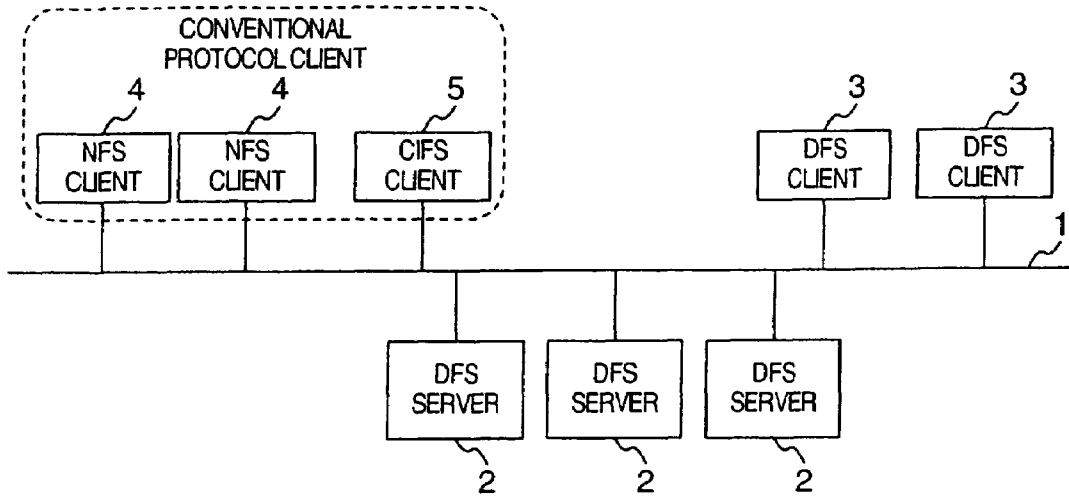 CONVENTIONAL
PROTOCOL CLIENT
4
4
5
3
3
NFS
CLIENT
NFS
CLIENT
CIFS
CLIENT
DFS
CLIENT
DFS
CLIENT
1
DFS
SERVER
DFS
SERVER
DFS
SERVER
2
2
2